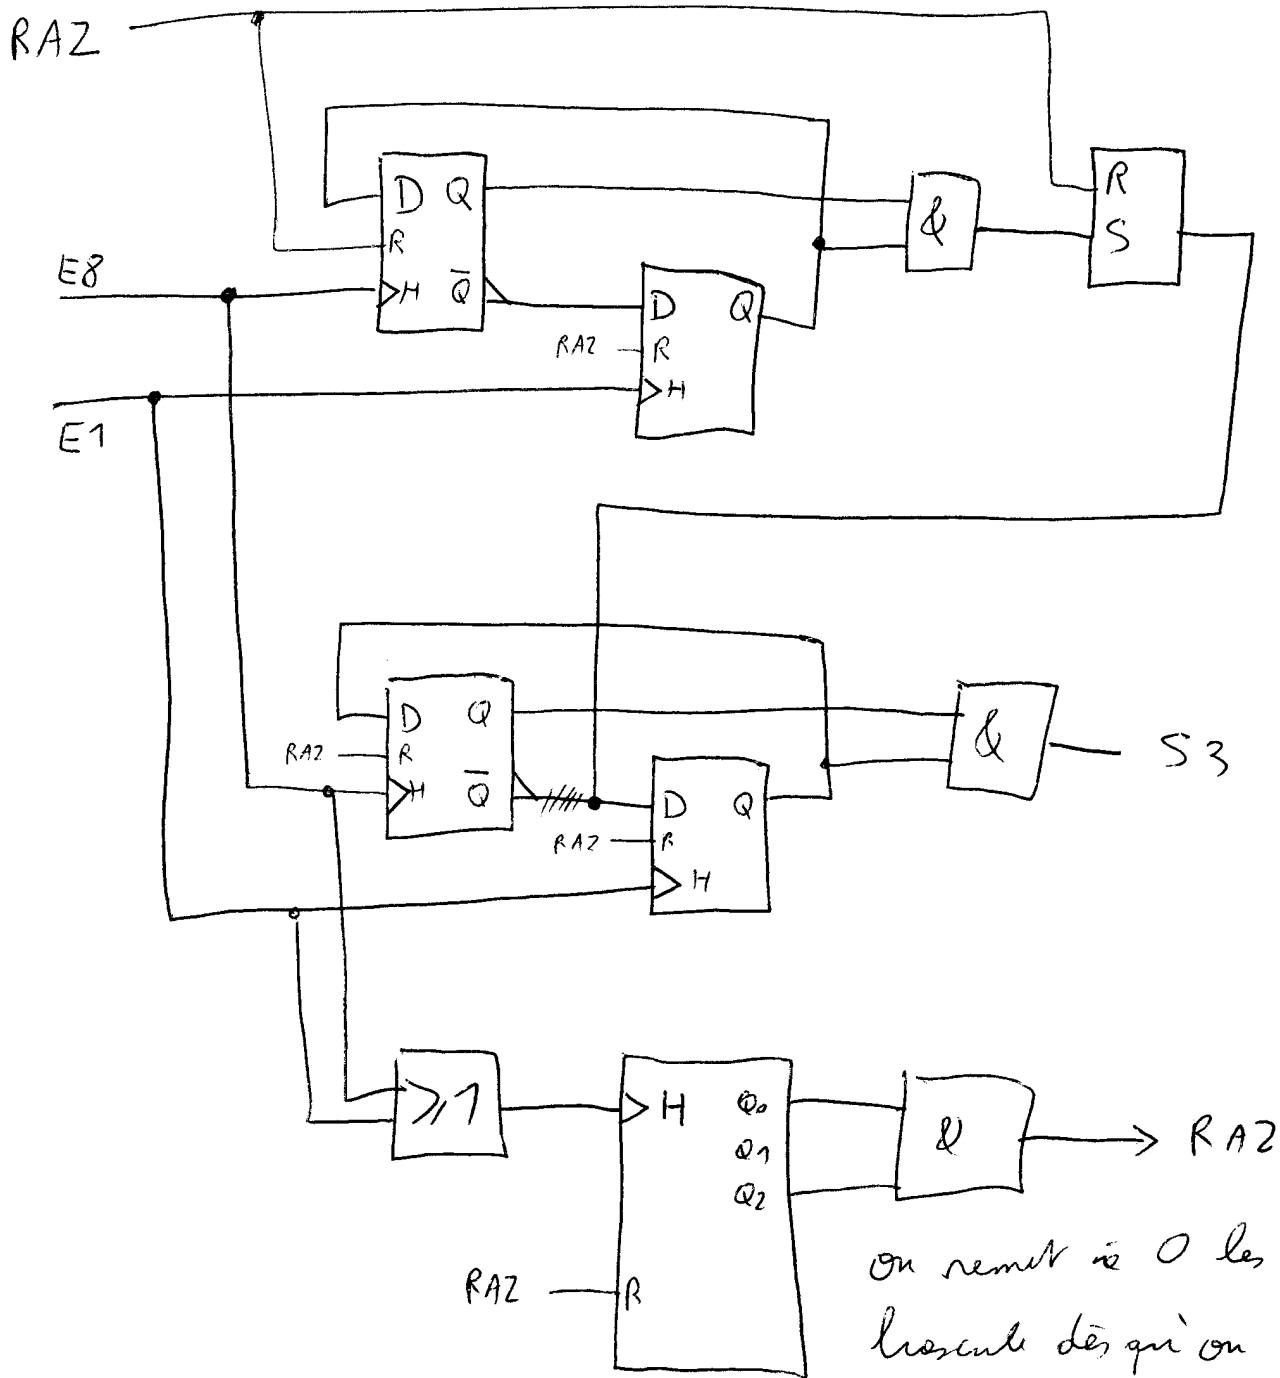 RAZ
D Q
R
H Q̅
&
R
S
E8
D Q
RAZ R
H
E1
D Q
RAZ R
H Q̅
&
S3
D Q
RAZ R
H
≥1
H Q0
Q1
Q2
&
RAZ
RAZ R
on remet à 0 les
bascule dès qu'on